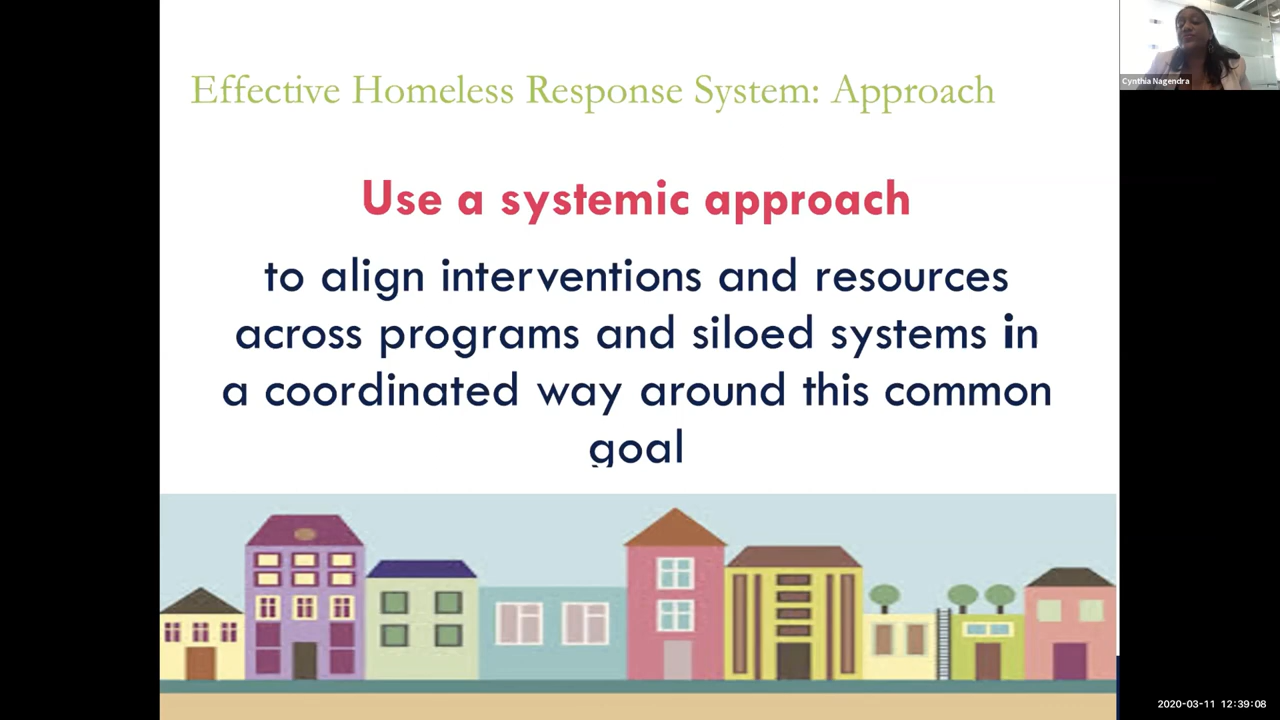 Effective Homeless Response System: Approach
Use a systemic approach
to align interventions and resources
across programs and siloed systems in
a coordinated way around this common
goal
Cynthia Nagendra
2020-03-11 12:39:08